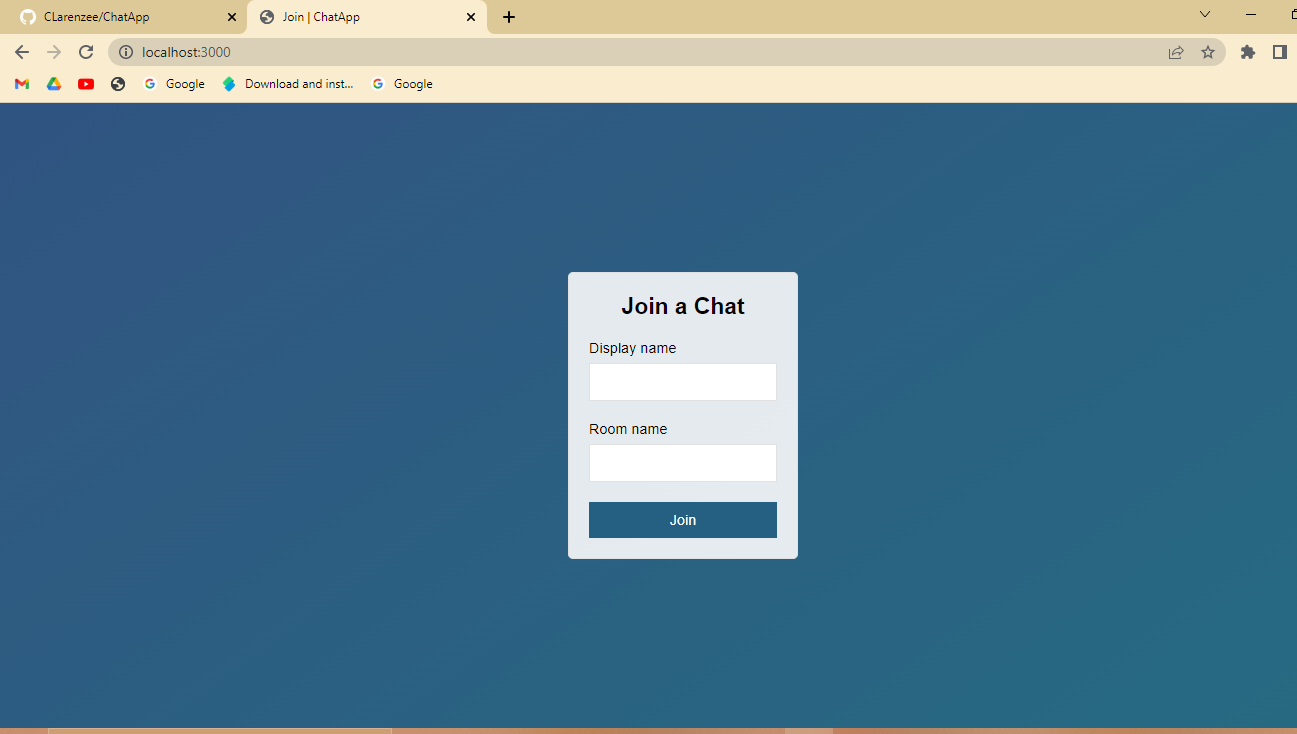 CLarenzee/ChatApp
Join | ChatApp
localhost:3000
Google
Download and inst...
Google
Join a Chat
Display name
Room name
Join